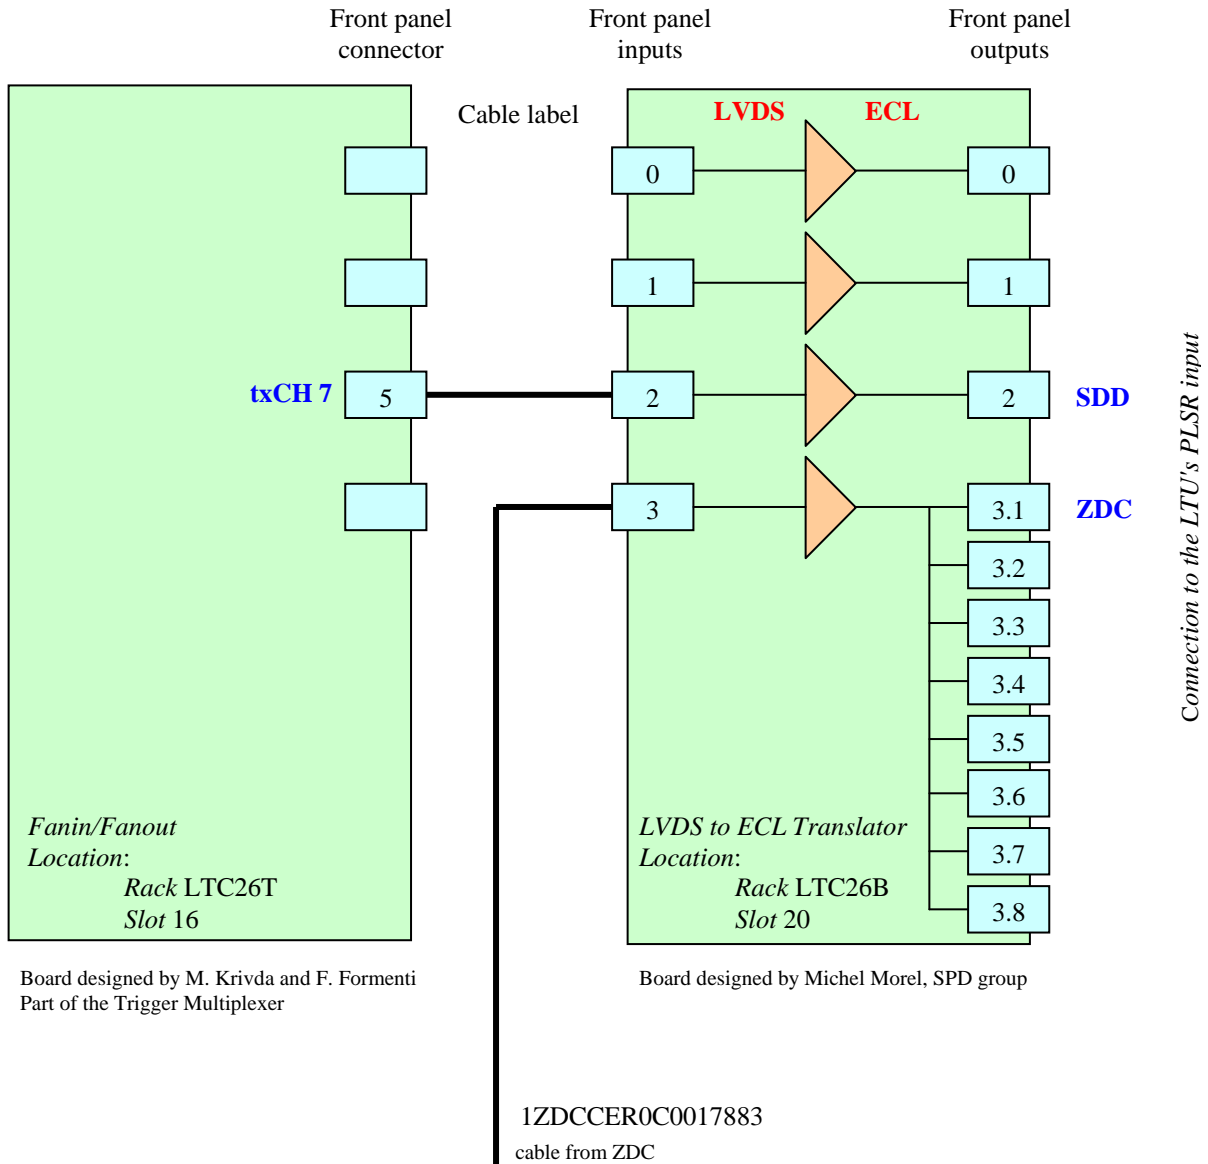 Front panel
connector
Front panel
inputs
Front panel
outputs
Cable label
LVDS
ECL
0
0
1
1
txCH 7
5
2
2
SDD
3
3.1
ZDC
3.2
3.3
3.4
3.5
3.6
3.7
3.8
Connection to the LTU's PLSR input
Fanin/Fanout
Location:
Rack LTC26T
Slot 16
LVDS to ECL Translator
Location:
Rack LTC26B
Slot 20
Board designed by M. Krivda and F. Formenti
Part of the Trigger Multiplexer
Board designed by Michel Morel, SPD group
1ZDCCER0C0017883
cable from ZDC